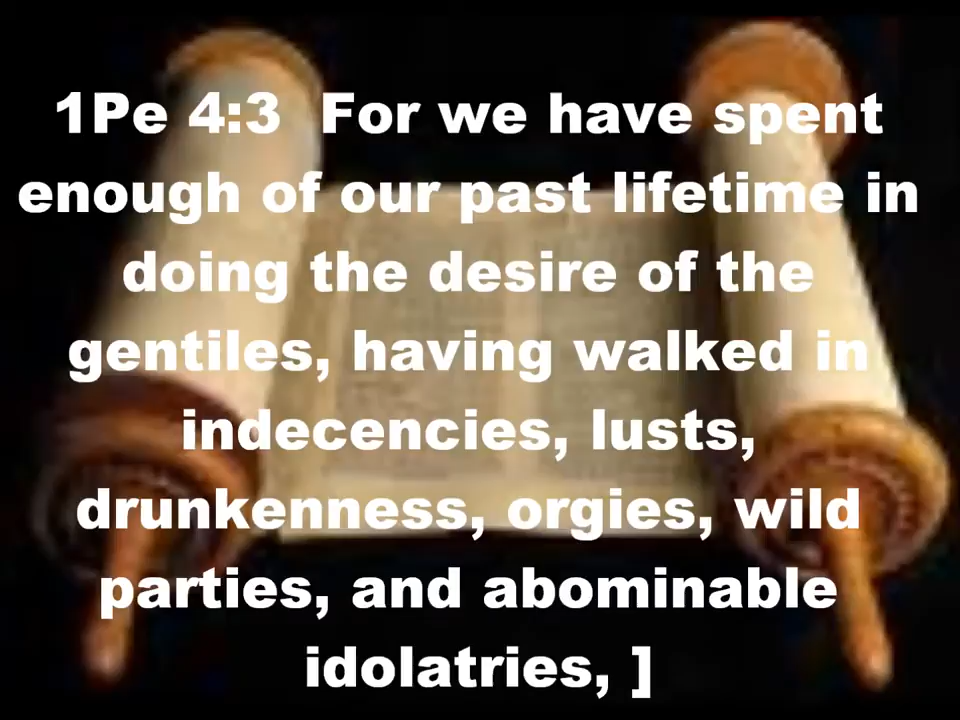 1Pe 4:3  For we have spent
enough of our past lifetime in
doing the desire of the
gentiles, having walked in
indecencies, lusts,
drunkenness, orgies, wild
parties, and abominable
idolatries, ]